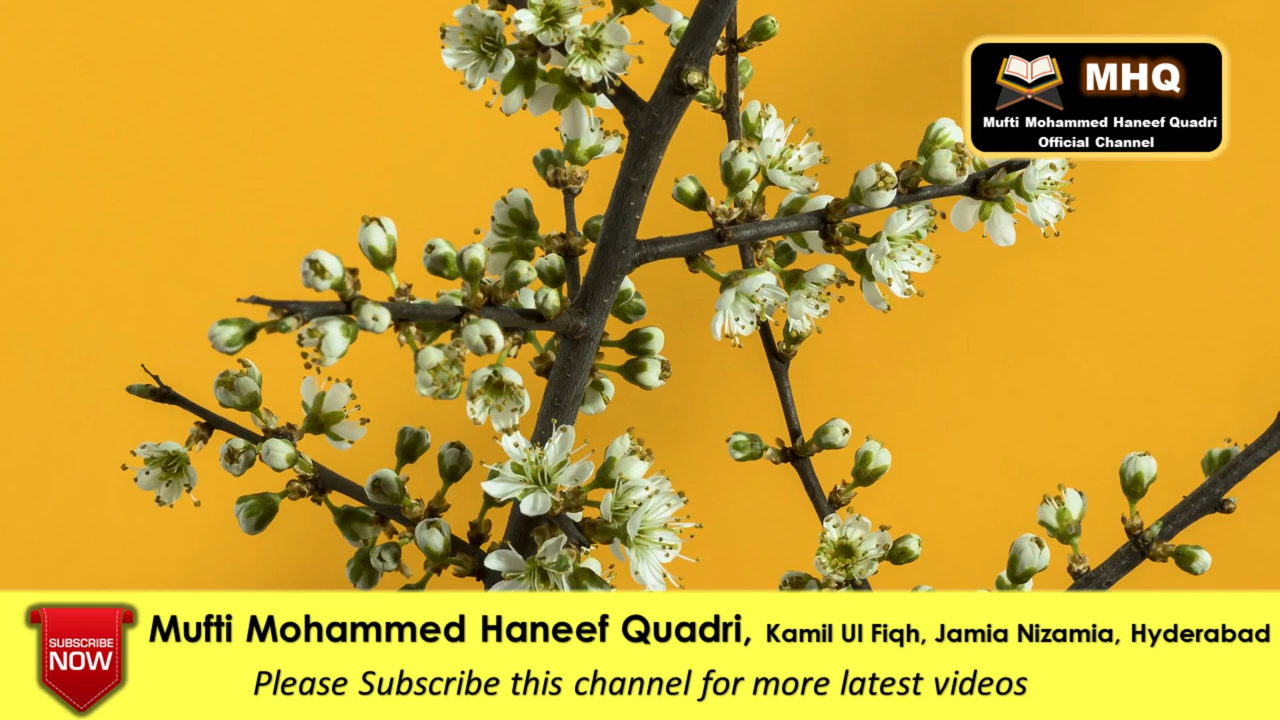 MHQ
Mufti Mohammed Haneef Quadri
Official Channel
SUBSCRIBE
NOW
Mufti Mohammed Haneef Quadri, Kamil Ul Fiqh, Jamia Nizamia, Hyderabad
Please Subscribe this channel for more latest videos